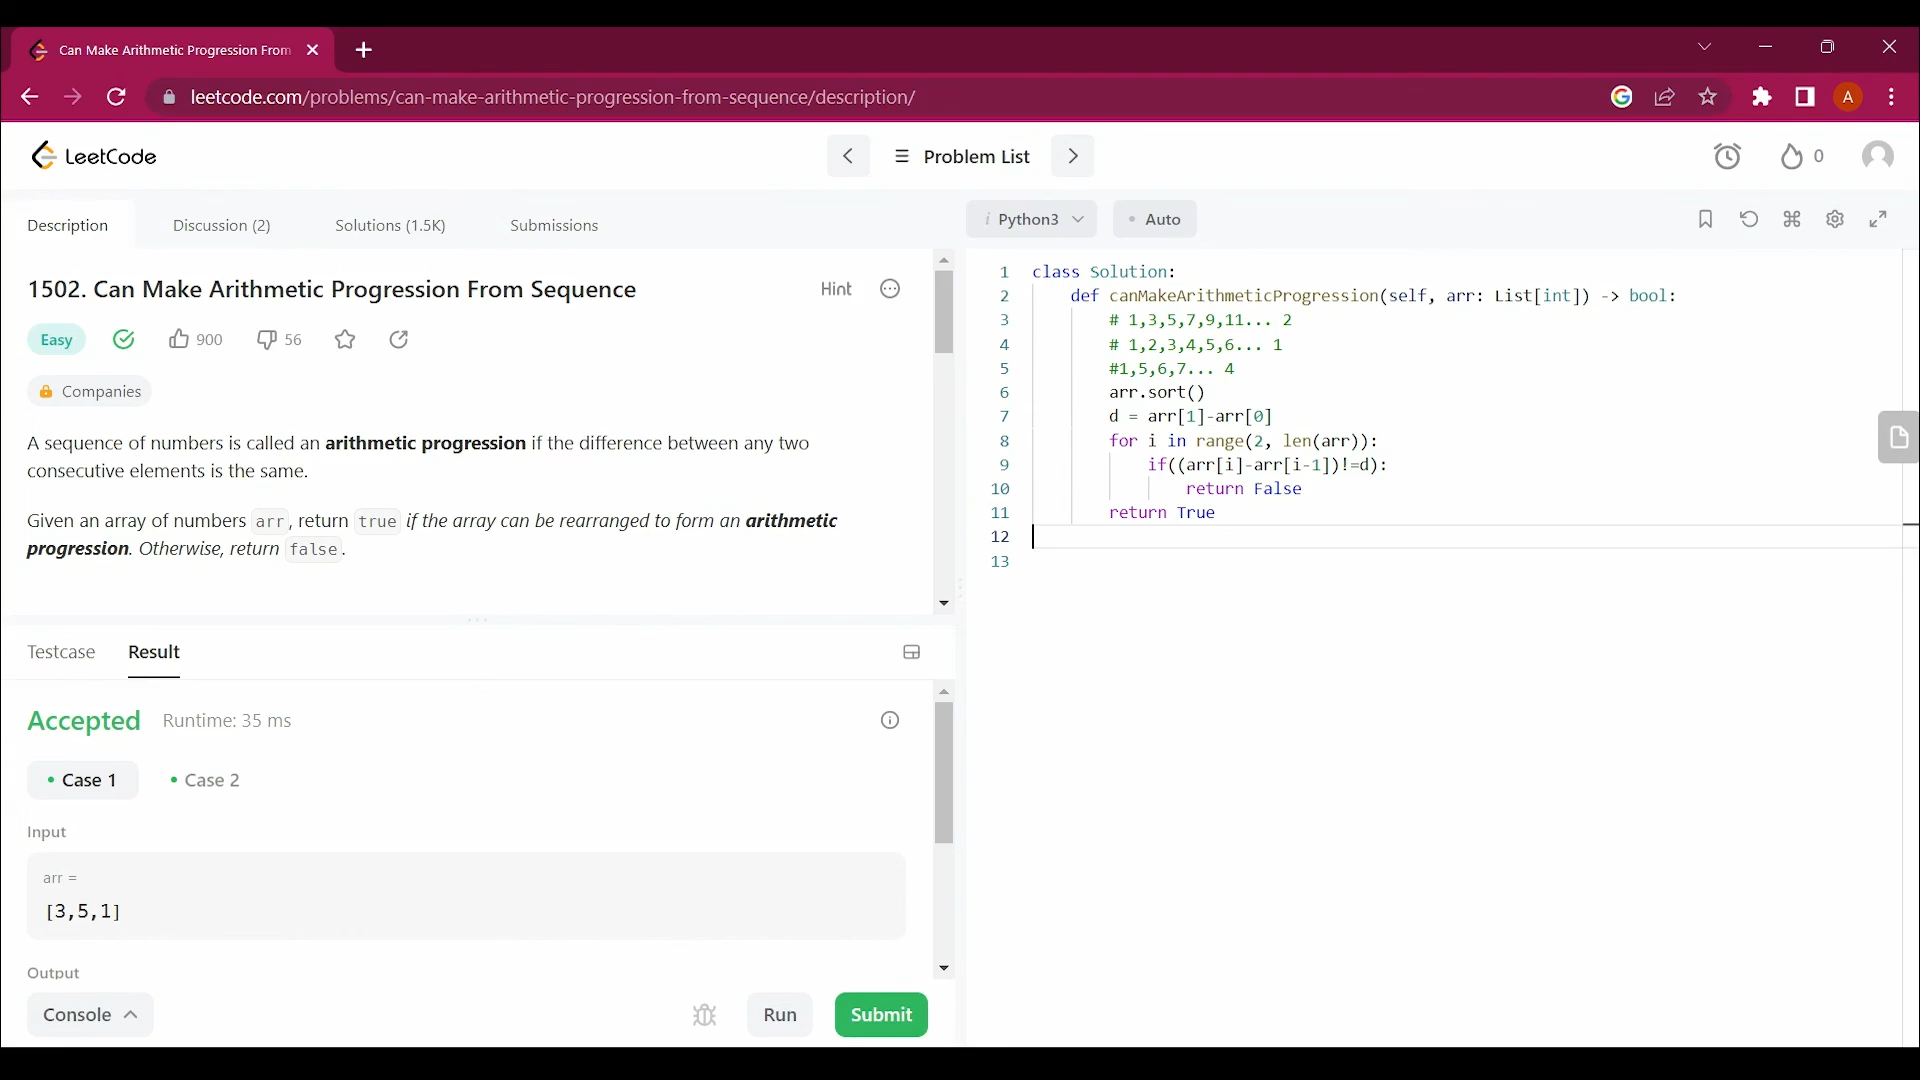 Can Make Arithmetic Progression From
leetcode.com/problems/can-make-arithmetic-progression-from-sequence/description/
A
LeetCode
Problem List
0
Description
Discussion (2)
Solutions (1.5K)
Submissions
1502. Can Make Arithmetic Progression From Sequence
Hint
Easy
900
56
Companies
A sequence of numbers is called an arithmetic progression if the difference between any two
consecutive elements is the same.
Given an array of numbers arr, return true if the array can be rearranged to form an arithmetic
progression. Otherwise, return false.
Testcase
Result
Accepted
Runtime: 35 ms
• Case 1
• Case 2
Input
arr =
[3,5,1]
Output
Console
Run
Submit
i Python3
• Auto
1 class Solution:
2     def canMakeArithmeticProgression(self, arr: List[int]) -> bool:
3         # 1,3,5,7,9,11... 2
4         # 1,2,3,4,5,6... 1
5         #1,5,6,7... 4
6         arr.sort()
7         d = arr[1]-arr[0]
8         for i in range(2, len(arr)):
9             if((arr[i]-arr[i-1])!=d):
10                 return False
11         return True
12
13